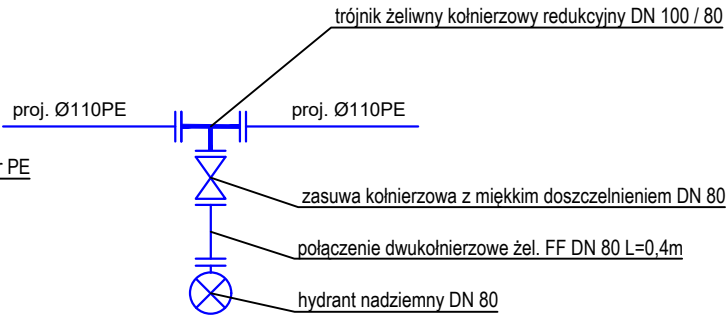 trójnik żeliwny kołnierzowy redukcyjny DN 100 / 80
proj. Ø110PE
proj. Ø110PE
PE
zasuwa kołnierzowa z miękkim doszczelnieniem DN 80
połączenie dwukołnierzowe żel. FF DN 80 L=0,4m
hydrant nadziemny DN 80